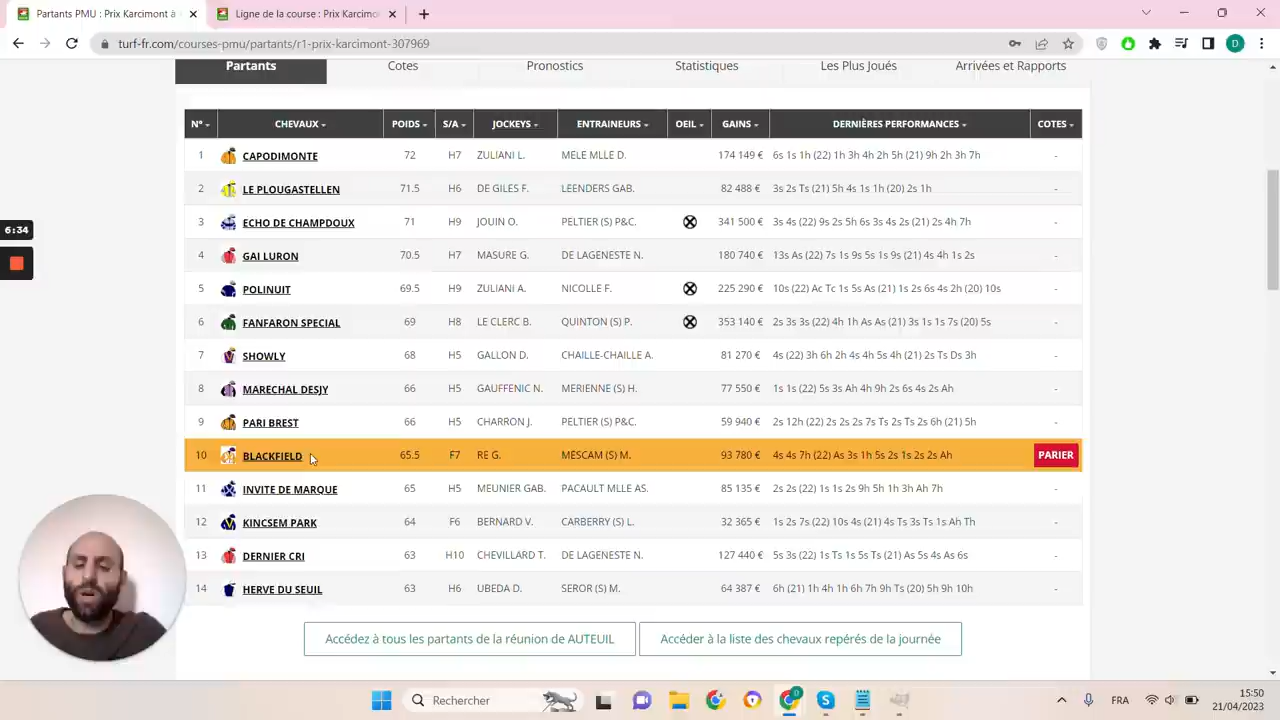 Partants PMU : Prix Karcimont à
Ligne de la course : Prix Karcimo
turf-fr.com/courses-pmu/partants/r1-prix-karcimont-307969
Partants Cotes Pronostics Statistiques Les Plus Joués Arrivées et Rapports
N° CHEVAUX POIDS S/A JOCKEYS ENTRAINEURS OEIL GAINS DERNIÈRES PERFORMANCES COTES
1 CAPODIMONTE 72 H7 ZULIANI L. MELE MLLE D. 174 149 € 6s 1s 1h (22) 1h 3h 4h 2h 5h (21) 9h 2h 3h 7h -
2 LE PLOUGASTELLEN 71.5 H6 DE GILES F. LEENDERS GAB. 82 488 € 3s 2s Ts (21) 5h 4s 1s 1h (20) 2s 1h -
3 ECHO DE CHAMPDOUX 71 H9 JOUIN O. PELTIER (S) P&C. 341 500 € 3s 4s (22) 9s 2s 5h 6s 3s 4s 2s (21) 2s 4h 7h -
4 GAI LURON 70.5 H7 MASURE G. DE LAGENESTE N. 180 740 € 13s As (22) 7s 1s 9s 5s 1s 9s (21) 4s 4h 1s 2s -
5 POLINUIT 69.5 H9 ZULIANI A. NICOLLE F. 225 290 € 10s (22) Ac Tc 1s 5s As (21) 1s 2s 6s 4s 2h (20) 10s -
6 FANFARON SPECIAL 69 H8 LE CLERC B. QUINTON (S) P. 353 140 € 2s 3s 3s (22) 4h 1h As As (21) 3s 1s 1s 7s (20) 5s -
7 SHOWLY 68 H5 GALLON D. CHAILLE-CHAILLE A. 81 270 € 4s (22) 3h 6h 2s 4s 4s 5s 4h (21) 2s Ts Ds 3h -
8 MARECHAL DESJY 66 H5 GAUFFENIC N. MERIENNE (S) H. 77 550 € 1s 1s (22) 5s 3s Ah 4h 9h 2s 6s 4s 2s Ah -
9 PARI BREST 66 H5 CHARRON J. PELTIER (S) P&C. 59 940 € 2s 12h (22) 2s 2s 2s 7s Ts 2s Ts 2s 6h (21) 5h -
10 BLACKFIELD 65.5 F7 RE G. MESCAM (S) M. 93 780 € 4s 4s 7h (22) As 3s 1h 5s 2s 1s 2s 2s Ah PARIER
11 INVITE DE MARQUE 65 H5 MEUNIER GAB. PACAULT MLLE AS. 85 135 € 2s 2s (22) 1s 1s 2s 9h 5h 1h 3h Ah 7h -
12 KINCSEM PARK 64 F6 BERNARD V. CARBERRY (S) L. 32 365 € 1s 2s 7s (22) 10s 4s (21) 4s Ts 3s Ts 1s Ah Th -
13 DERNIER CRI 63 H10 CHEVILLARD T. DE LAGENESTE N. 127 440 € 5s 3s (22) 1s Ts 1s 5s Ts (21) As 5s 4s As 6s -
14 HERVE DU SEUIL 63 H6 UBEDA D. SEROR (S) M. 64 387 € 6h (21) 1h 4h 1h 6h 7h 9h Ts (20) 5h 9h 10h -
Accédez à tous les partants de la réunion de AUTEUIL
Accéder à la liste des chevaux repérés de la journée
6:34
Rechercher
FRA
15:50
21/04/2023